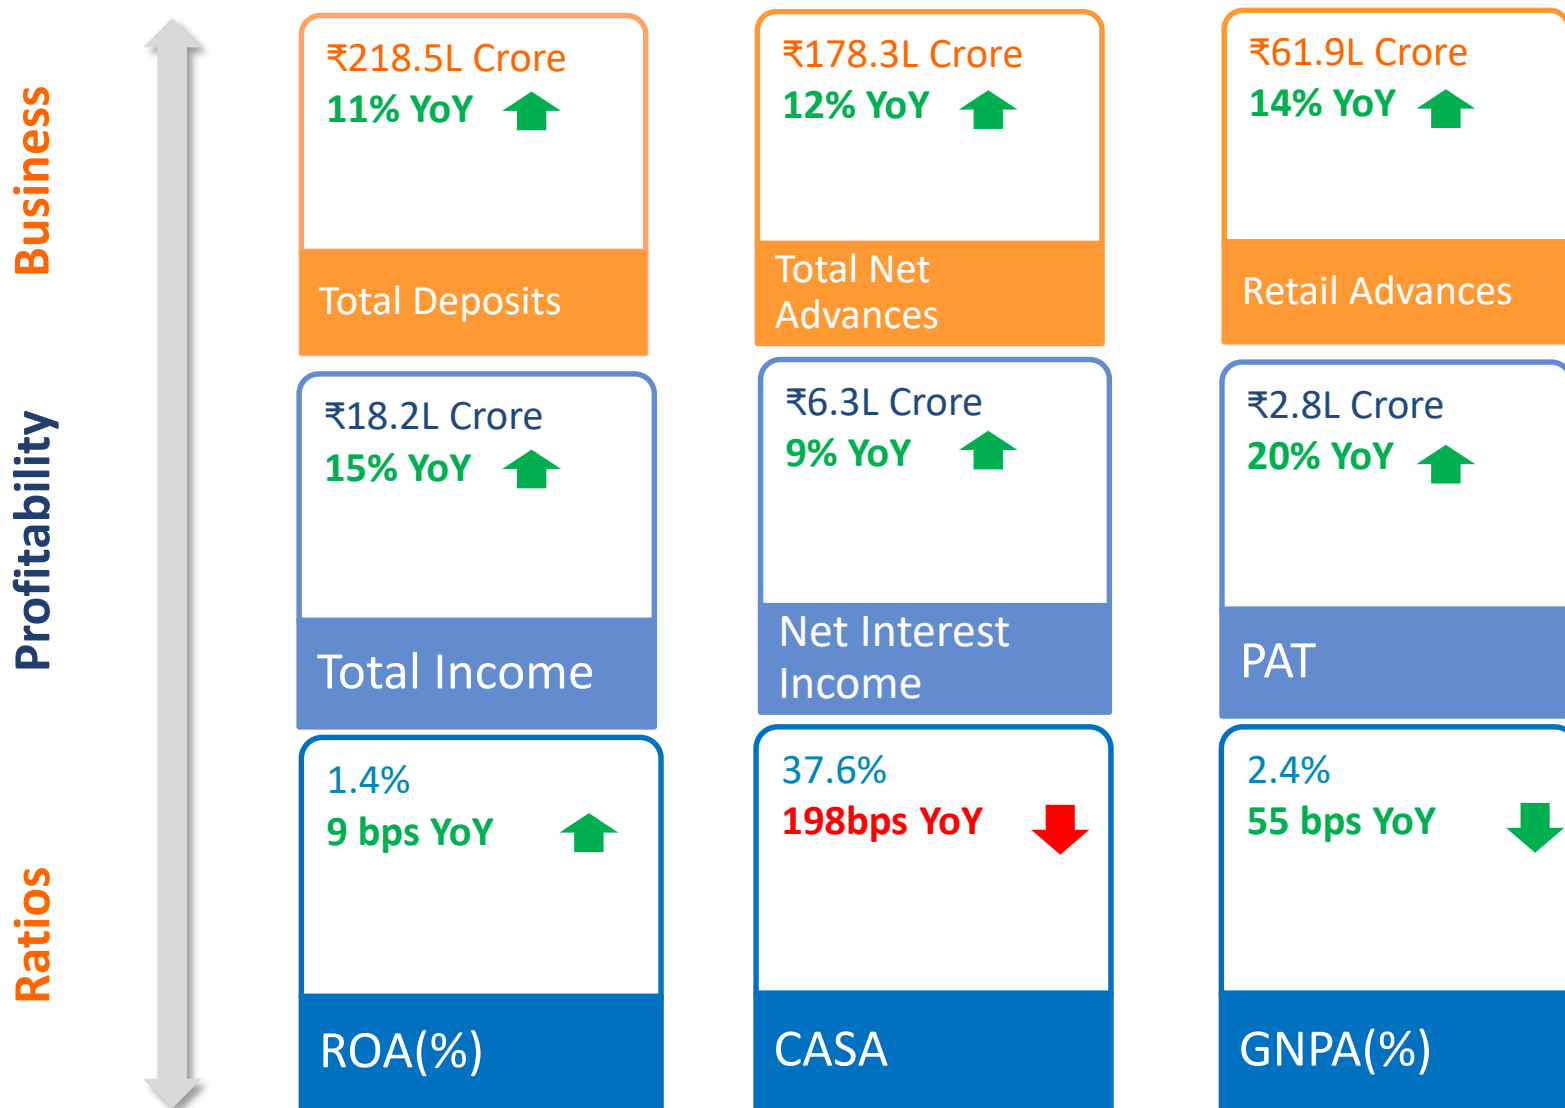 Business
₹218.5L Crore
11% YoY
Total Deposits
₹178.3L Crore
12% YoY
Total Net
Advances
₹61.9L Crore
14% YoY
Retail Advances
Profitability
₹18.2L Crore
15% YoY
Total Income
₹6.3L Crore
9% YoY
Net Interest
Income
₹2.8L Crore
20% YoY
PAT
Ratios
1.4%
9 bps YoY
ROA(%)
37.6%
198bps YoY
CASA
2.4%
55 bps YoY
GNPA(%)